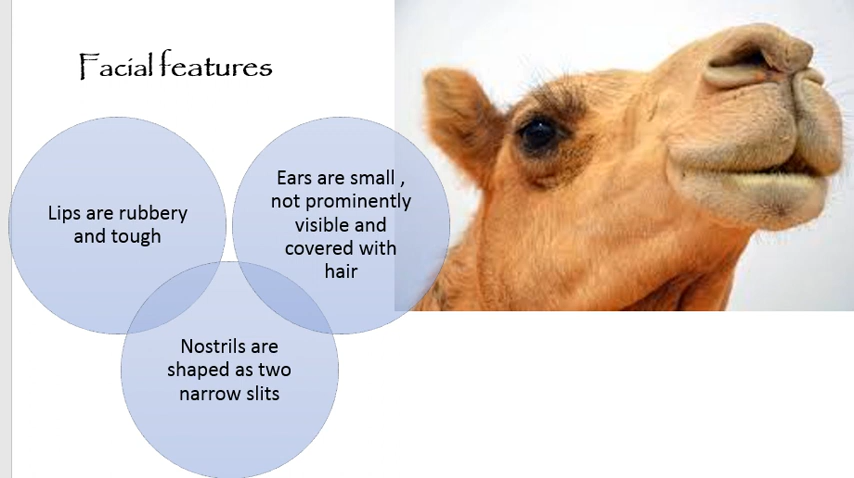 Facial features
Lips are rubbery
and tough
Ears are small ,
not prominently
visible and
covered with
hair
Nostrils are
shaped as two
narrow slits